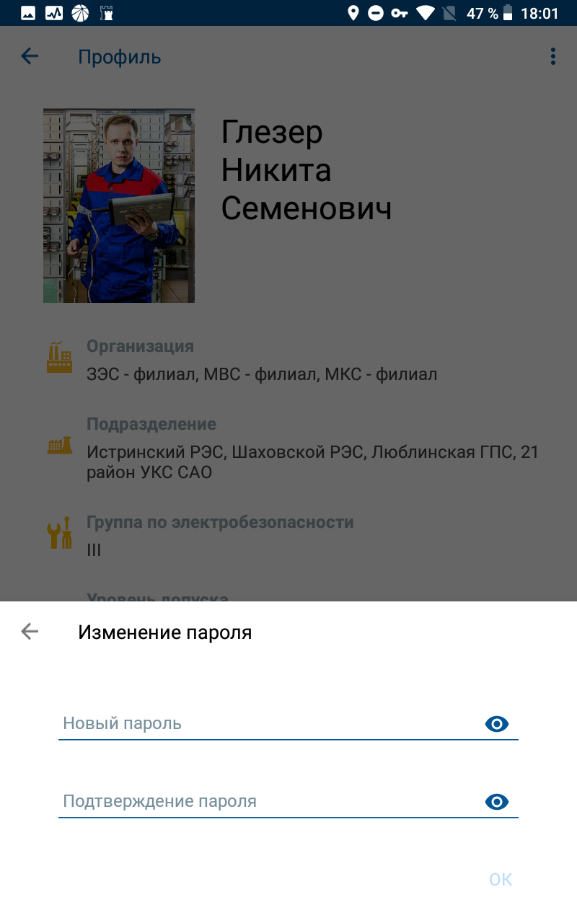 47 % 18:01
Профиль
Глезер
Никита
Семенович
Организация
ЗЭС - филиал, МВС - филиал, МКС - филиал
Подразделение
Истринский РЭС, Шаховской РЭС, Люблинская ГПС, 21
район УКС САО
Группа по электробезопасности
III
Уровень допуска
Изменение пароля
Новый пароль
Подтверждение пароля
ОК